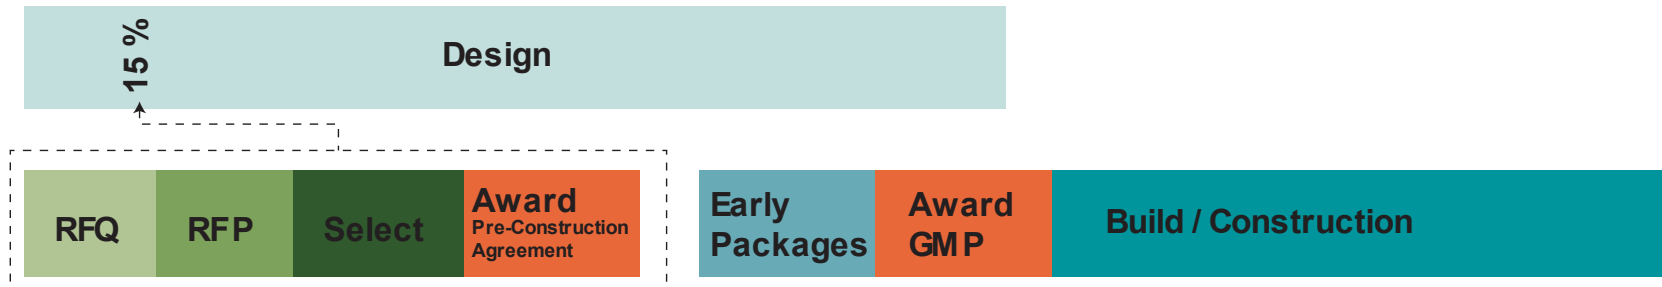 15 %
Design
RFQ
RFP
Select
Award
Pre-Construction
Agreement
Early
Packages
Award
GMP
Build / Construction